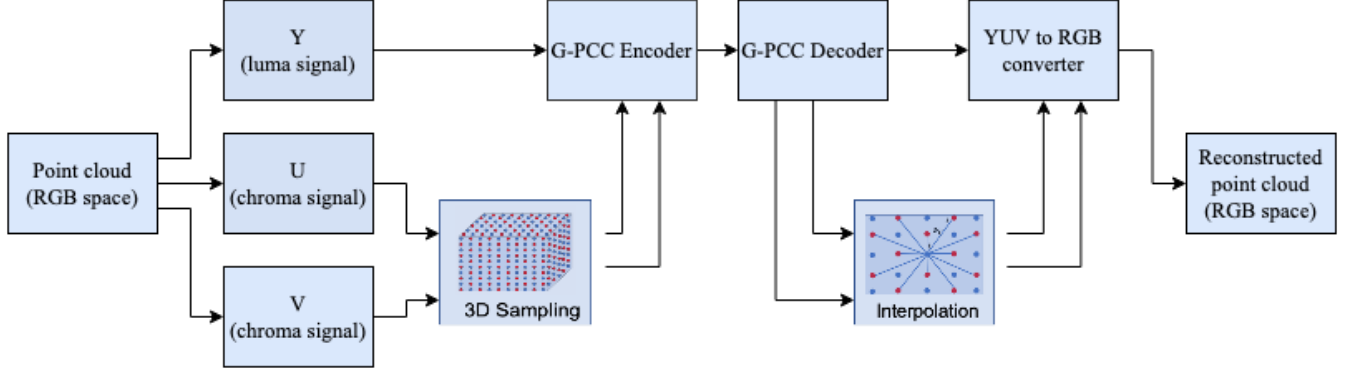 Point cloud
(RGB space)
Y
(luma signal)
U
(chroma signal)
V
(chroma signal)
3D Sampling
G-PCC Encoder
G-PCC Decoder
Interpolation
YUV to RGB
converter
Reconstructed
point cloud
(RGB space)